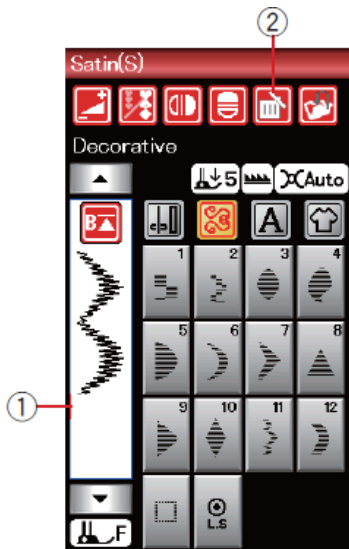 ②
Satin(S)
Decorative
5 Auto
B A
1 2 3 4
5 6 7 8
①
9 10 11 12
L.S
F